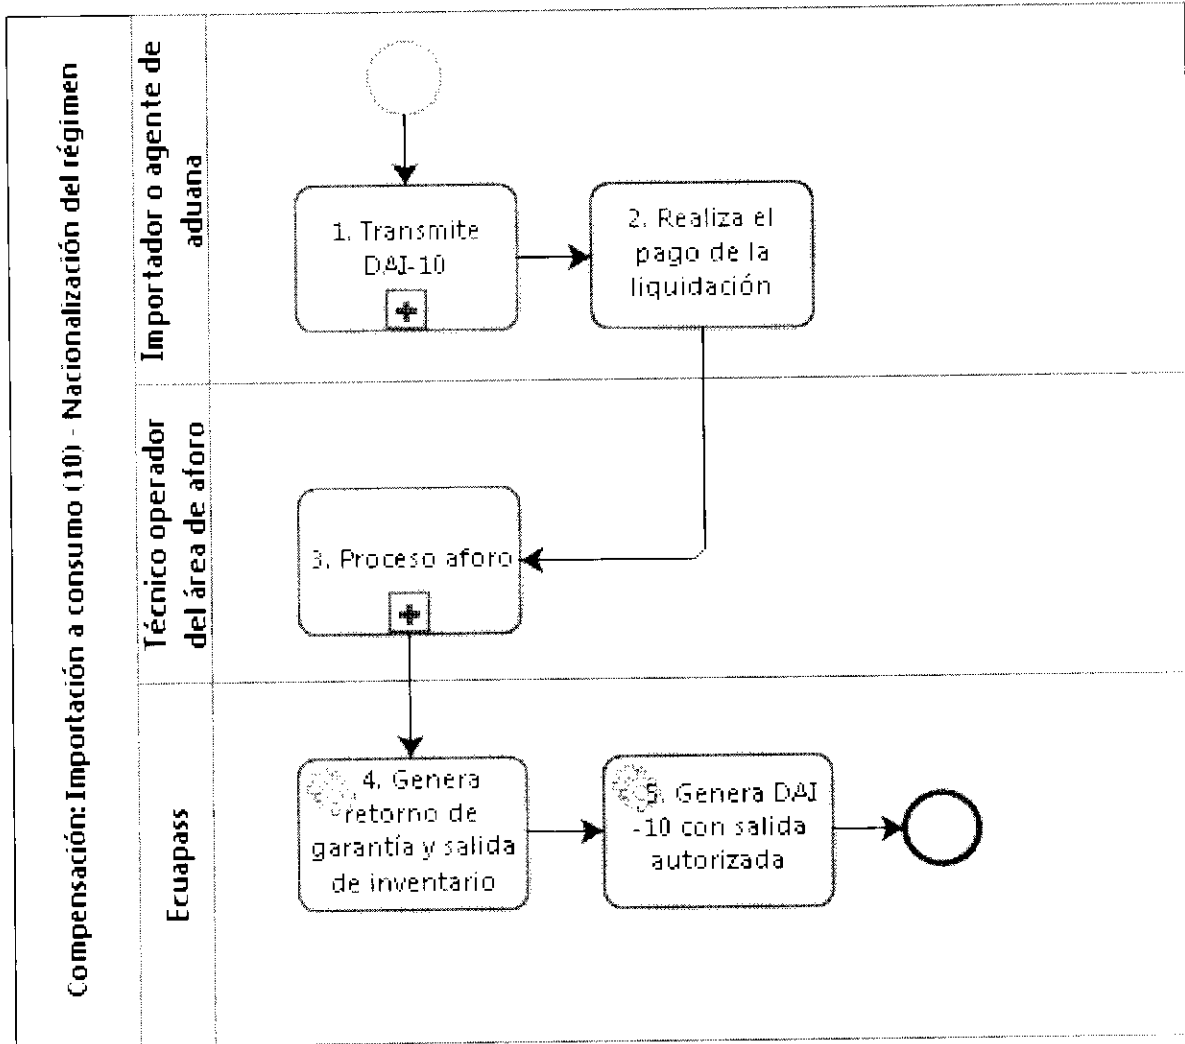 Compensación: Importación a consumo (10) - Nacionalización del régimen
Importador o agente de
aduana
1. Transmite
DAI-10
2. Realiza el
pago de la
liquidación
Técnico operador
del área de aforo
3. Proceso aforo
Ecuapass
4. Genera
retorno de
garantía y salida
de inventario
5. Genera DAI
-10 con salida
autorizada